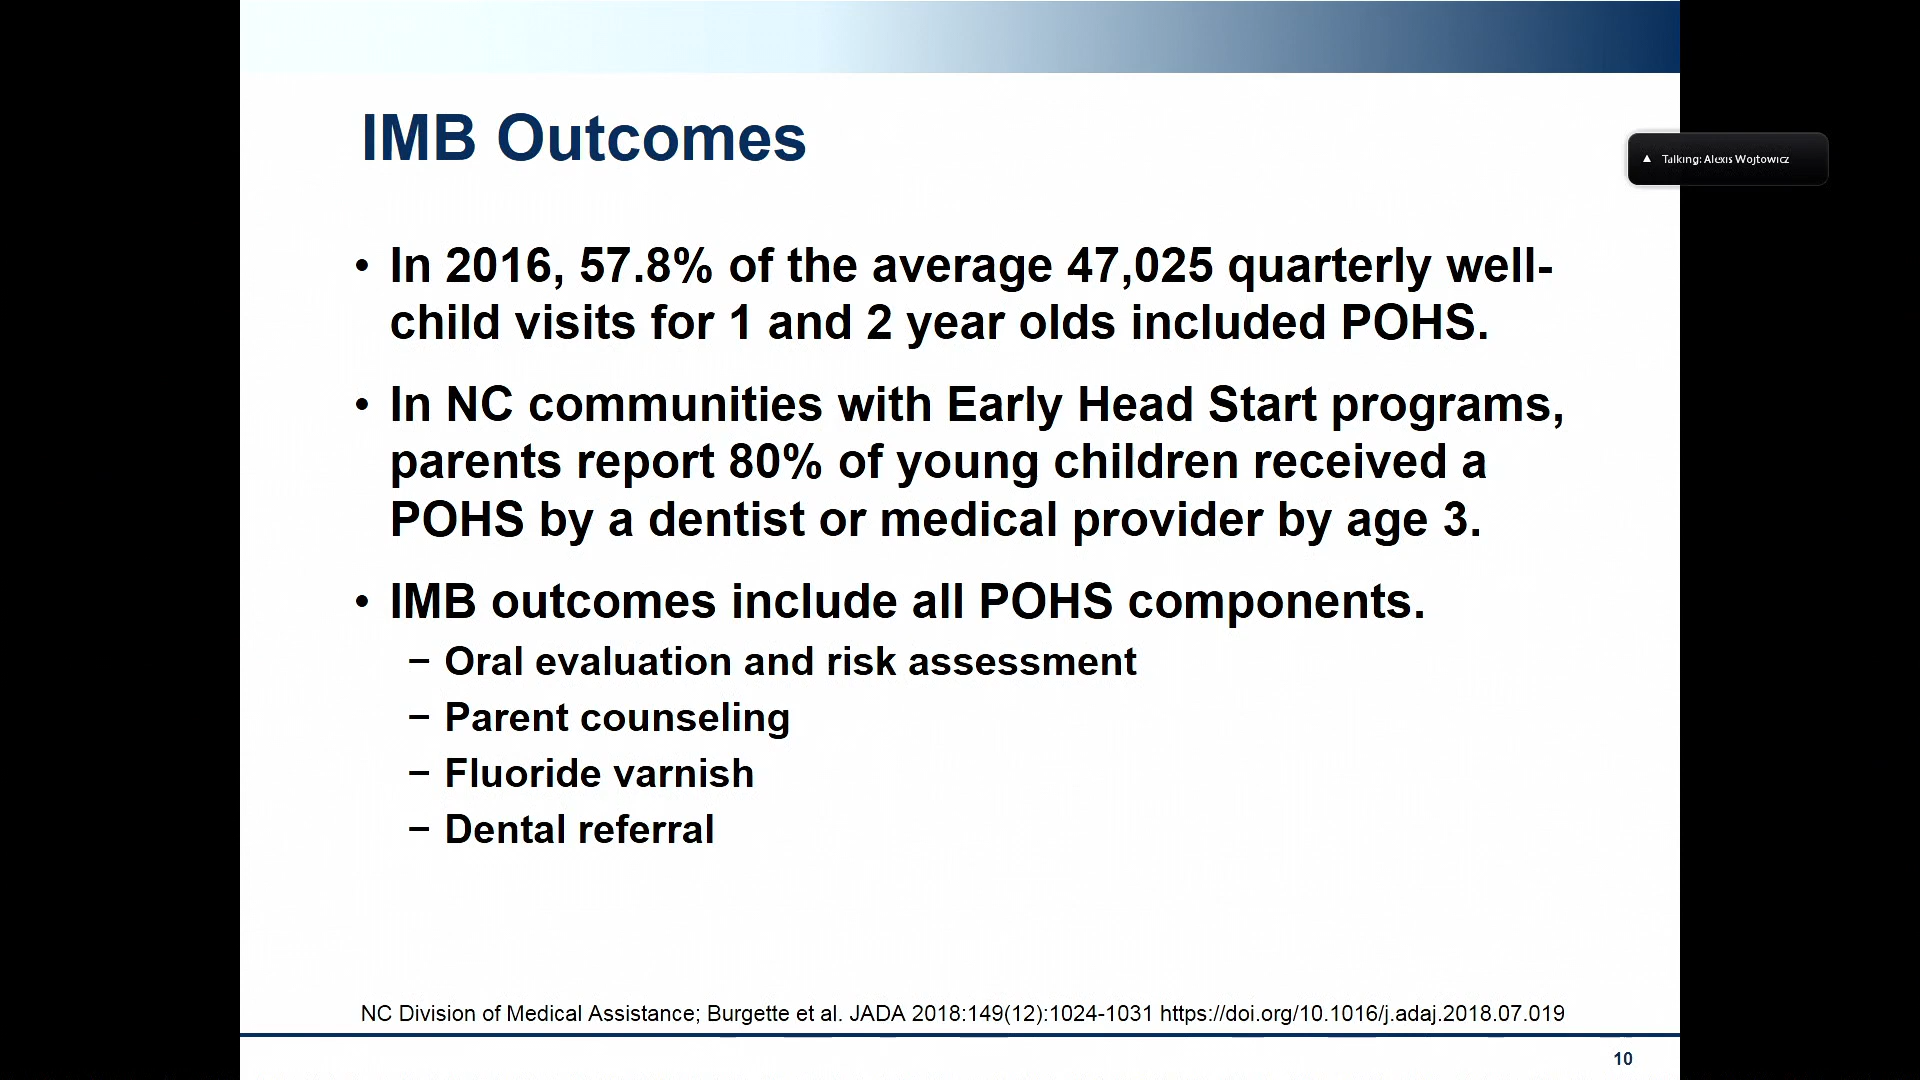 IMB Outcomes
Talking: Alexis Wojtowicz
• In 2016, 57.8% of the average 47,025 quarterly well-
child visits for 1 and 2 year olds included POHS.
• In NC communities with Early Head Start programs,
parents report 80% of young children received a
POHS by a dentist or medical provider by age 3.
• IMB outcomes include all POHS components.
− Oral evaluation and risk assessment
− Parent counseling
− Fluoride varnish
− Dental referral
NC Division of Medical Assistance; Burgette et al. JADA 2018:149(12):1024-1031 https://doi.org/10.1016/j.adaj.2018.07.019
10